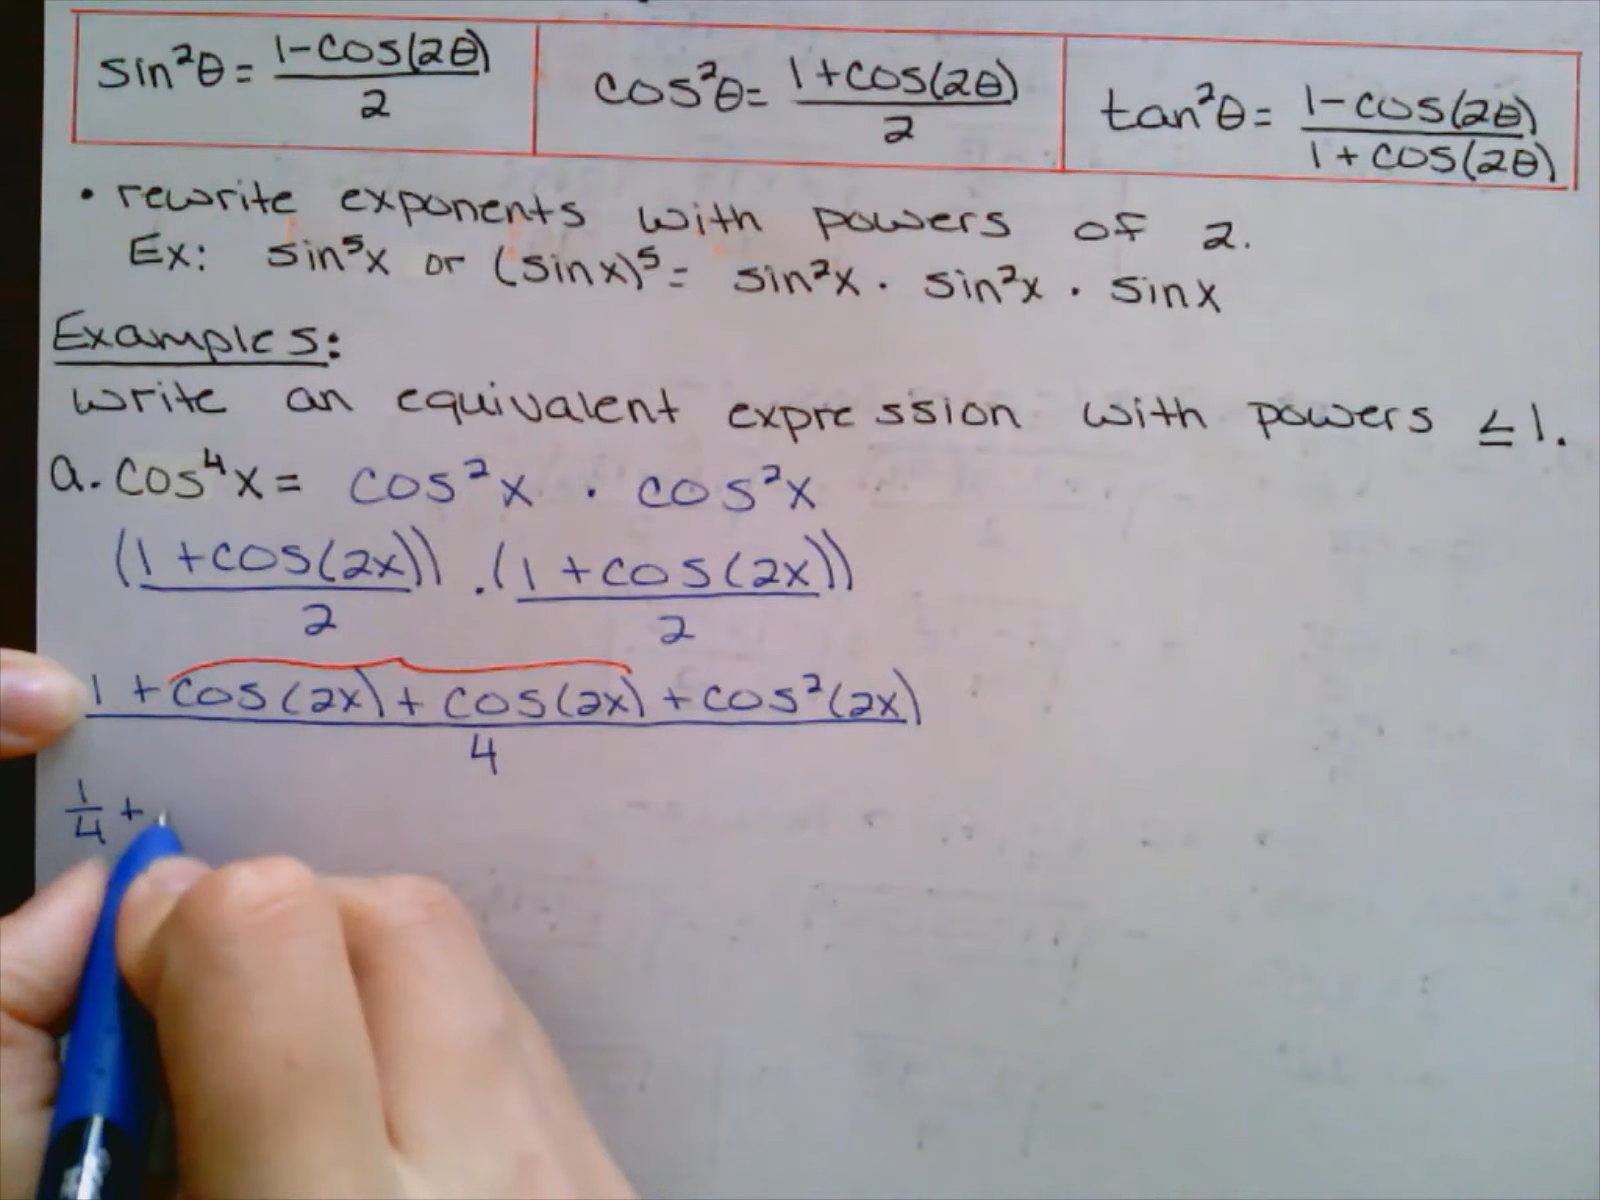 sin²θ = 1-cos(2θ)/2 cos²θ = 1+cos(2θ)/2 tan²θ = 1-cos(2θ)/1+cos(2θ)
• rewrite exponents with powers of 2.
Ex: sin⁵x or (sinx)⁵ = sin²x · sin²x · sinx
Examples:
write an equivalent expression with powers ≤ 1.
a. cos⁴x = cos²x · cos²x
(1+cos(2x))/2 · (1+cos(2x))/2
1+cos(2x)+cos(2x)+cos²(2x)/4
1/4 +